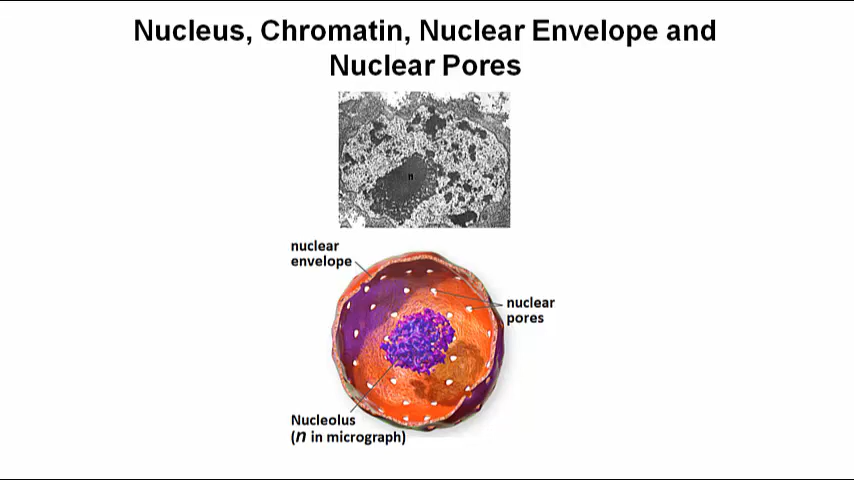 Nucleus, Chromatin, Nuclear Envelope and
Nuclear Pores
n
nuclear
envelope
nuclear
pores
Nucleolus
(n in micrograph)